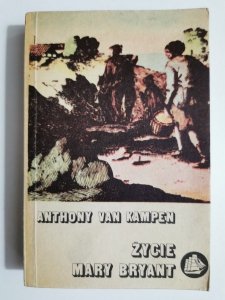 ANTHONY VAN KAMPEN
ŻYCIE
MARY BRYANT